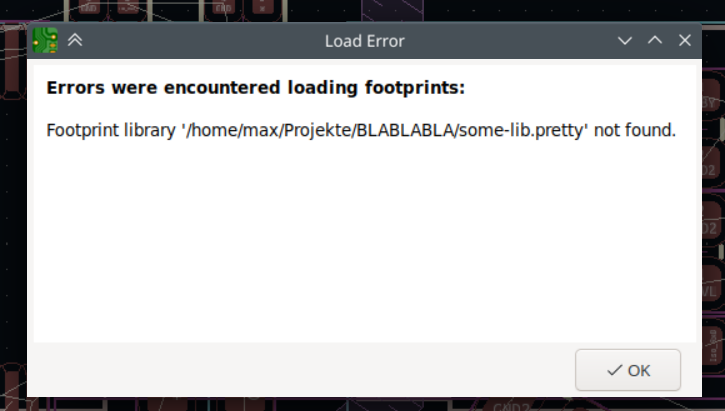 Load Error
Errors were encountered loading footprints:
Footprint library '/home/max/Projekte/BLABLABLA/some-lib.pretty' not found.
OK
GND2